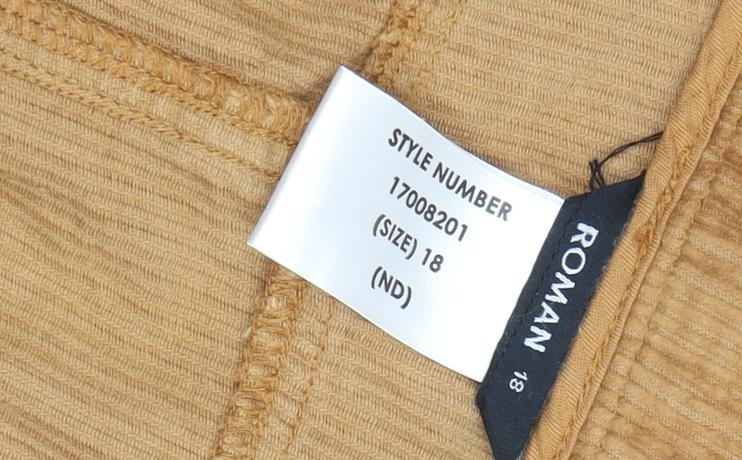 STYLE NUMBER
17008201
(SIZE) 18
(ND)
ROMAN 18